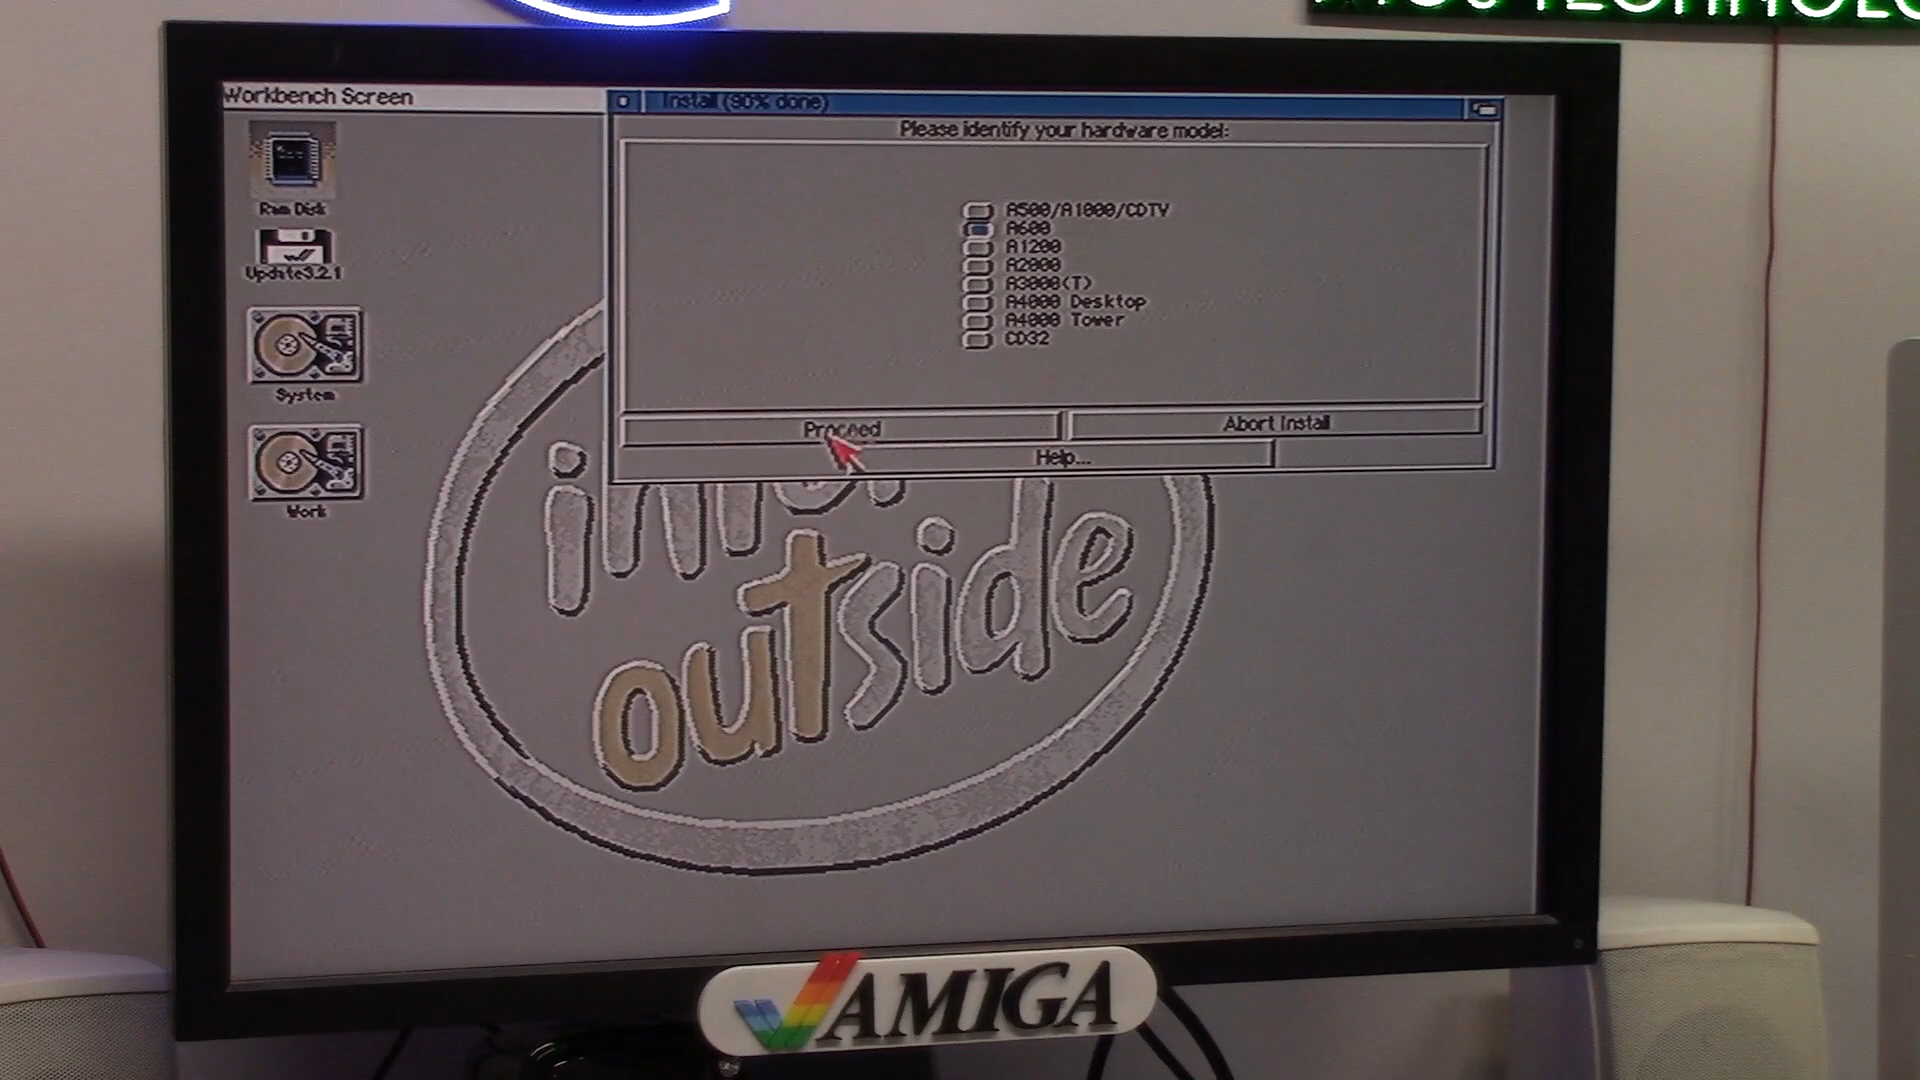 Workbench Screen
Install (90% done)
Please identify your hardware model:
Ram Disk
Update3.2.1
System
Work
A500/A1000/CDTV
A600
A1200
A2000
A3000(T)
A4000 Desktop
A4000 Tower
CD32
Proceed
Abort Install
Help...
outside
AMIGA